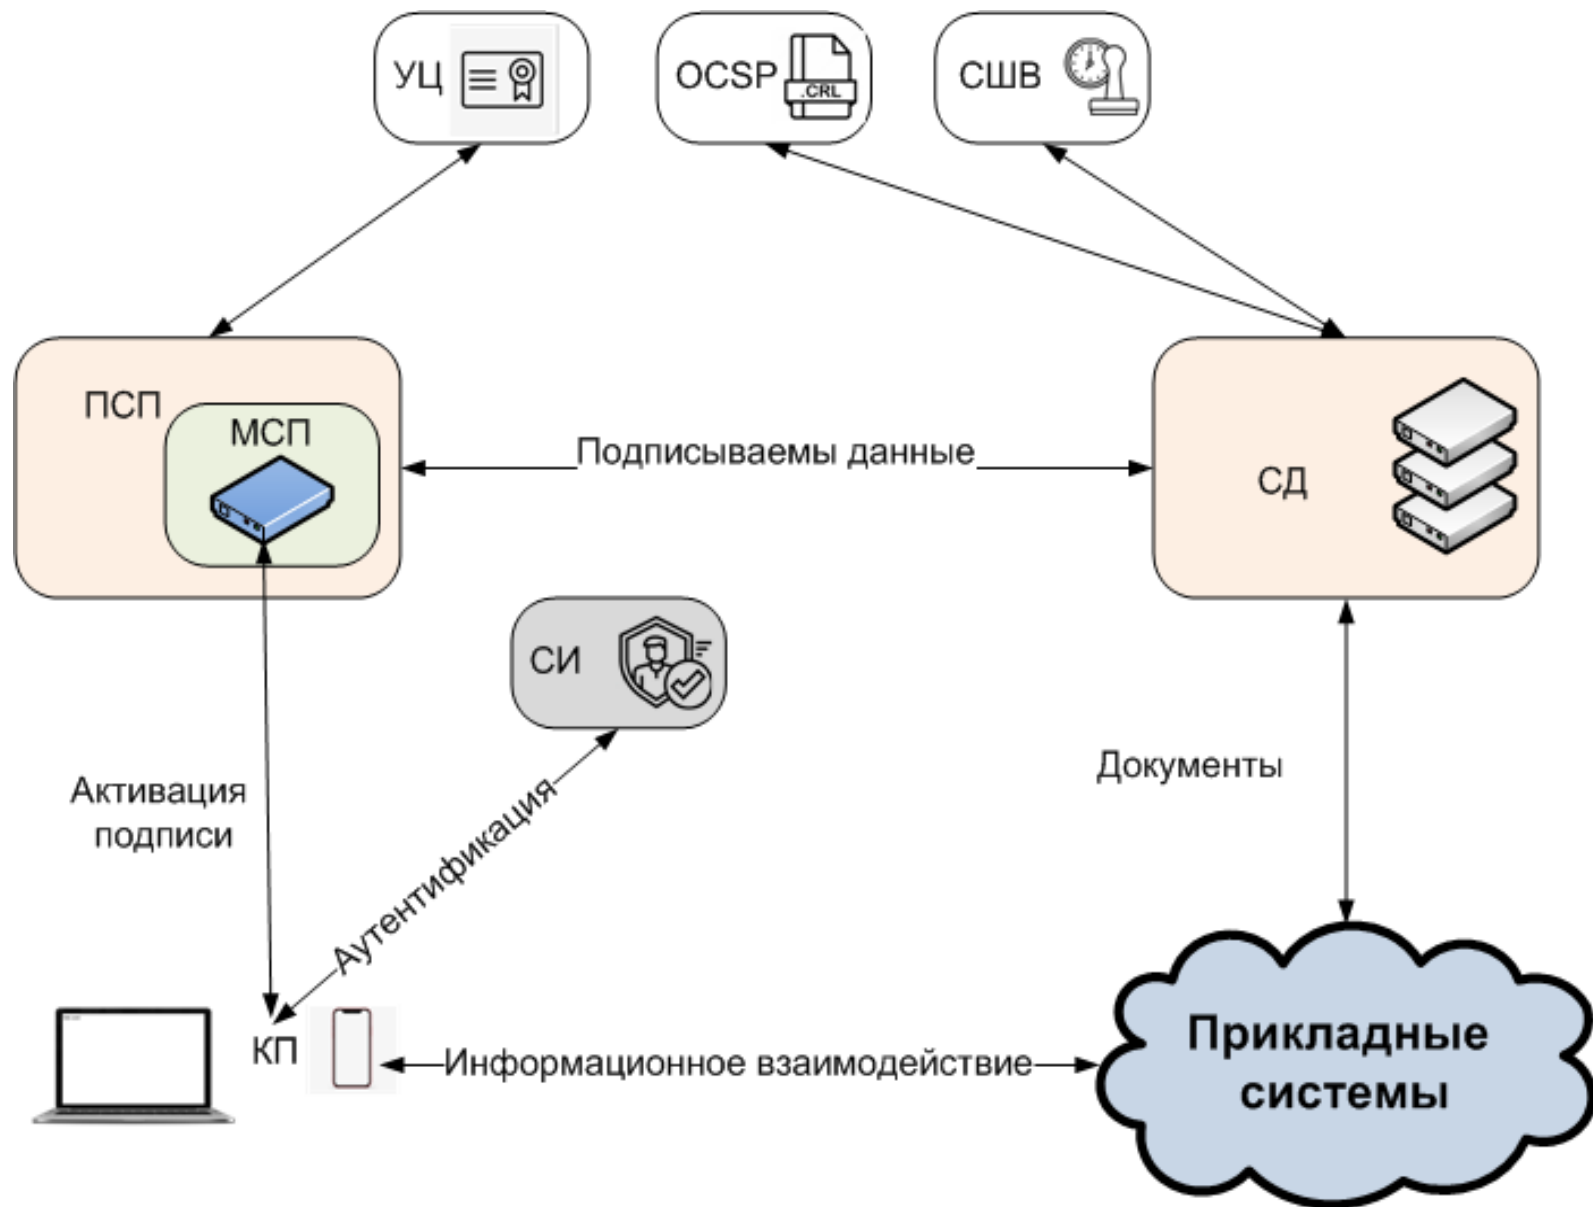 УЦ
OCSP
.CRL
СШВ
ПСП
МСП
Подписываемы данные
СД
СИ
Документы
Активация
подписи
Аутентификация
КП
Информационное взаимодействие
Прикладные
системы